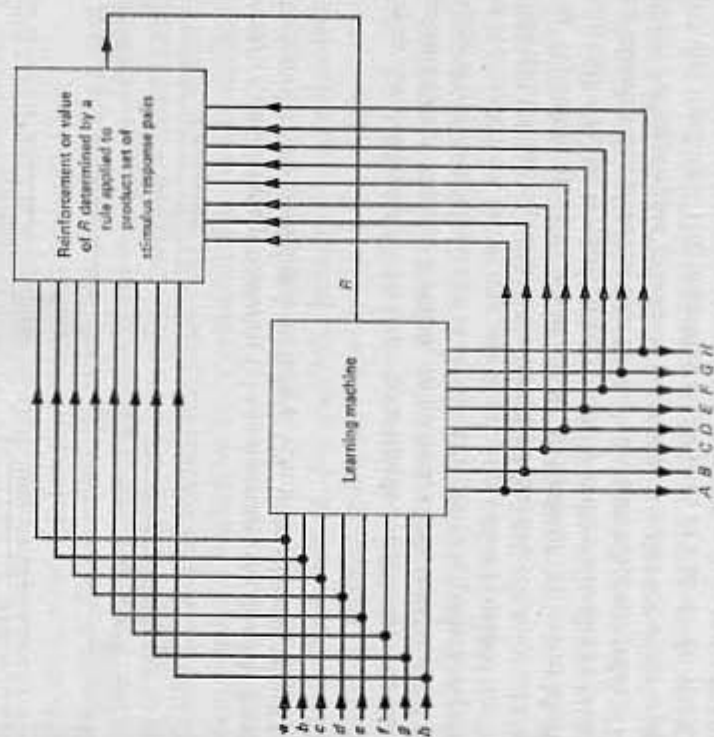 Reinforcement or value
of R determined by a
rule applied to
product set of
stimulus response pairs
R
Learning machine
a
b
c
d
e
f
g
h
A B C D E F G H